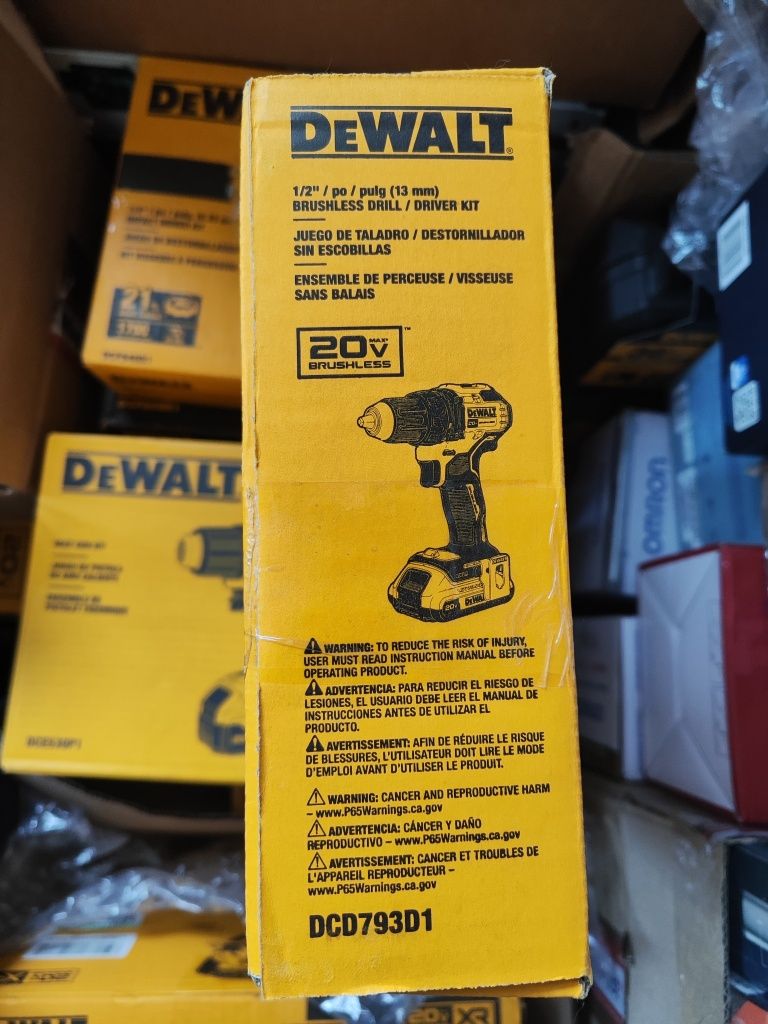 DEWALT®
1/2" / po / pulg (13 mm)
BRUSHLESS DRILL / DRIVER KIT
JUEGO DE TALADRO / DESTORNILLADOR
SIN ESCOBILLAS
ENSEMBLE DE PERCEUSE / VISSEUSE
SANS BALAIS
20V MAX* ™
BRUSHLESS
DEWALT
20V
DEWALT
WARNING: TO REDUCE THE RISK OF INJURY,
USER MUST READ INSTRUCTION MANUAL BEFORE
OPERATING PRODUCT.
ADVERTENCIA: PARA REDUCIR EL RIESGO DE
LESIONES, EL USUARIO DEBE LEER EL MANUAL DE
INSTRUCCIONES ANTES DE UTILIZAR EL
PRODUCTO.
AVERTISSEMENT: AFIN DE RÉDUIRE LE RISQUE
DE BLESSURES, L'UTILISATEUR DOIT LIRE LE MODE
D'EMPLOI AVANT D'UTILISER LE PRODUIT.
WARNING: CANCER AND REPRODUCTIVE HARM
– www.P65Warnings.ca.gov
ADVERTENCIA: CÁNCER Y DAÑO
REPRODUCTIVO – www.P65Warnings.ca.gov
AVERTISSEMENT: CANCER ET TROUBLES DE
L'APPAREIL REPRODUCTEUR –
www.P65Warnings.ca.gov
DCD793D1
DEW
21
DEWALT
omron
20V XR